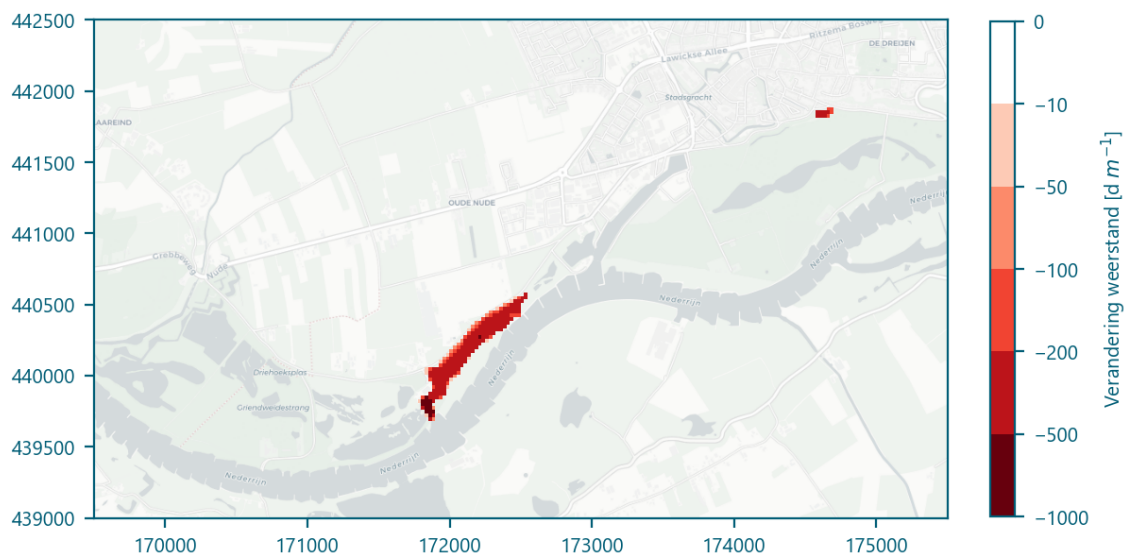 442500
442000
441500
441000
440500
440000
439500
439000
170000
171000
172000
173000
174000
175000
Ritzema Bosweg
DE DREIJEN
Lawickse Allee
Stadsgracht
AAREIND
OUDE NUDE
Nederrijn
Grebbeweg
Nude
Nederrijn
Nederrijn
Nederrijn
Driehoeksplas
Griendweidestrang
Nederrijn
Nederrijn
0
−10
−50
−100
−200
−500
−1000
Verandering weerstand [d m⁻¹]